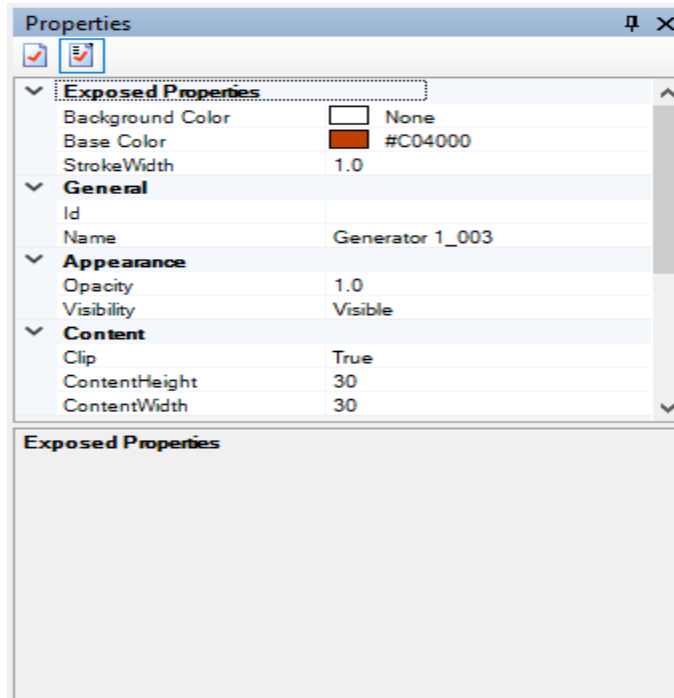 Properties
Exposed Properties
Background Color None
Base Color #C04000
StrokeWidth 1.0
General
Id
Name Generator 1_003
Appearance
Opacity 1.0
Visibility Visible
Content
Clip True
ContentHeight 30
ContentWidth 30
Exposed Properties